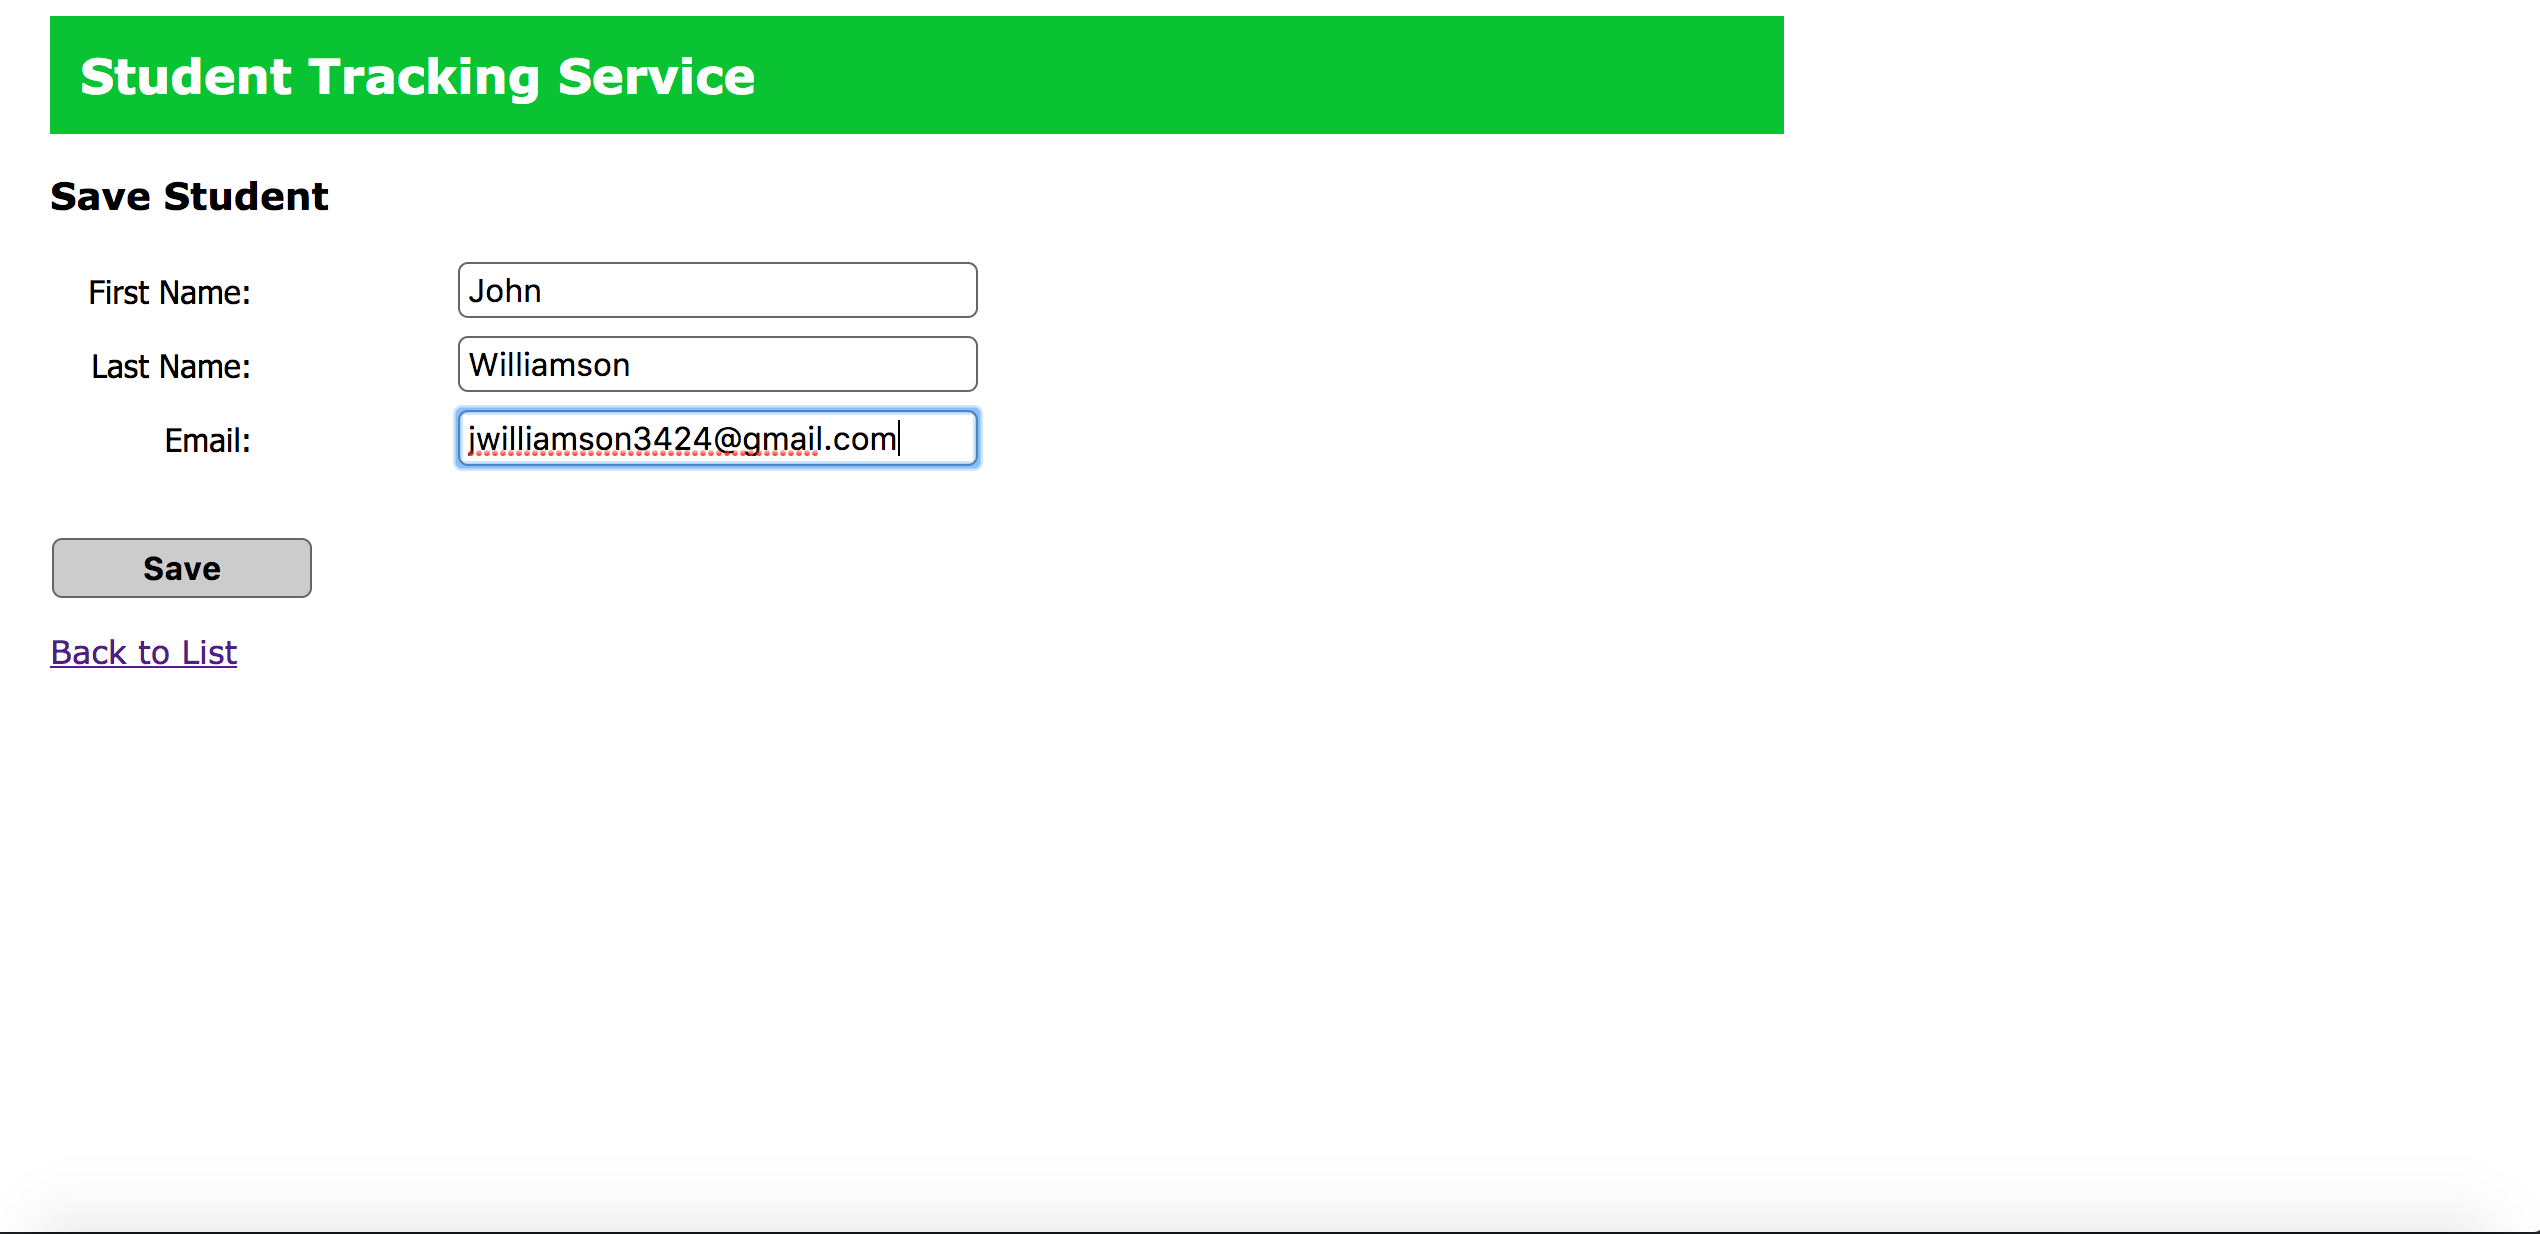 Student Tracking Service
Save Student
First Name: John
Last Name: Williamson
Email: jwilliamson3424@gmail.com
Save
Back to List